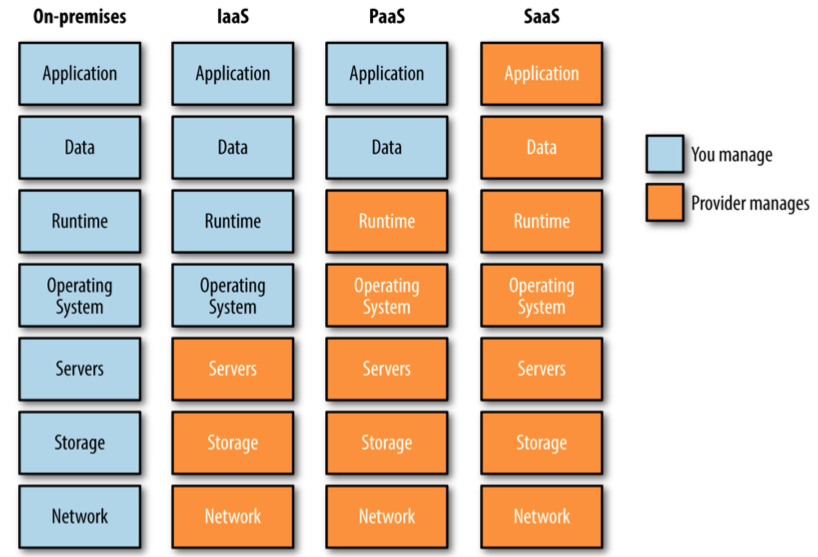 On-premises IaaS PaaS SaaS
Application Application Application Application
Data Data Data Data
You manage
Provider manages
Runtime Runtime Runtime Runtime
Operating Operating Operating Operating
System System System System
Servers Servers Servers Servers
Storage Storage Storage Storage
Network Network Network Network